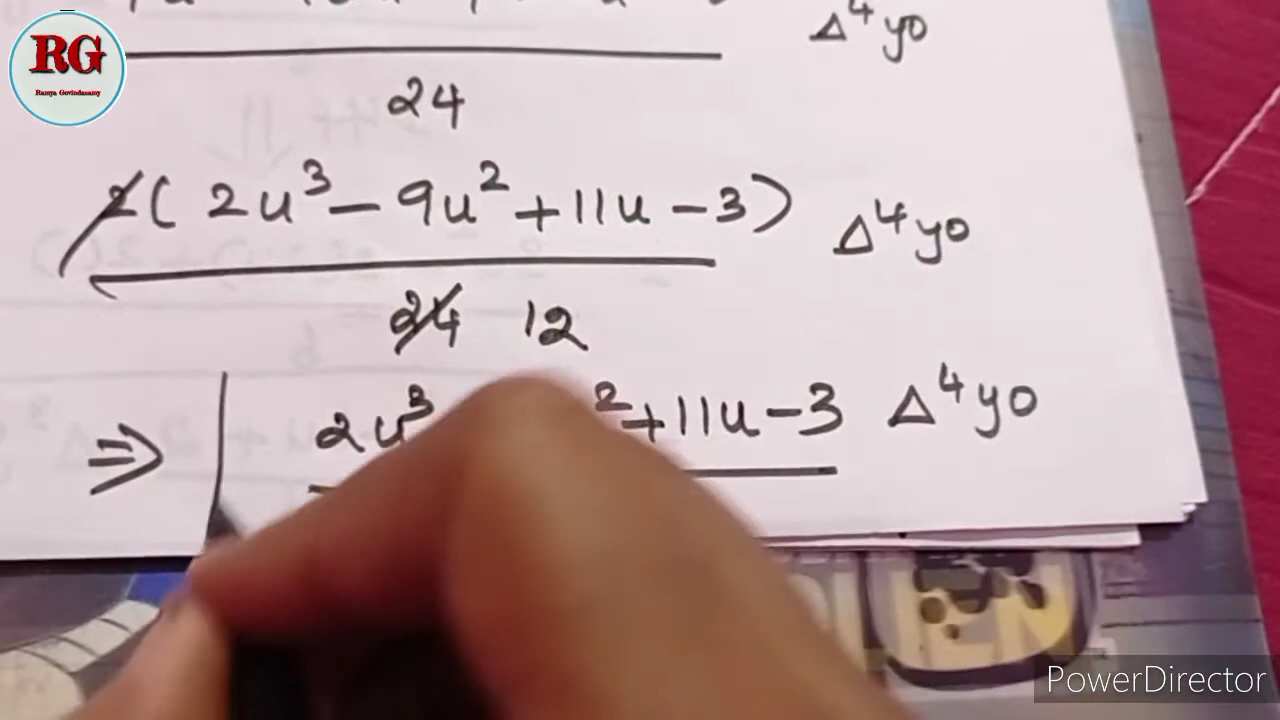 RG
Ramya Govindasamy
Δ⁴y0
24
2(2u³ - 9u² + 11u - 3) Δ⁴y0
24 12
⇒ 2u³ ² + 11u - 3 Δ⁴y0
PowerDirector